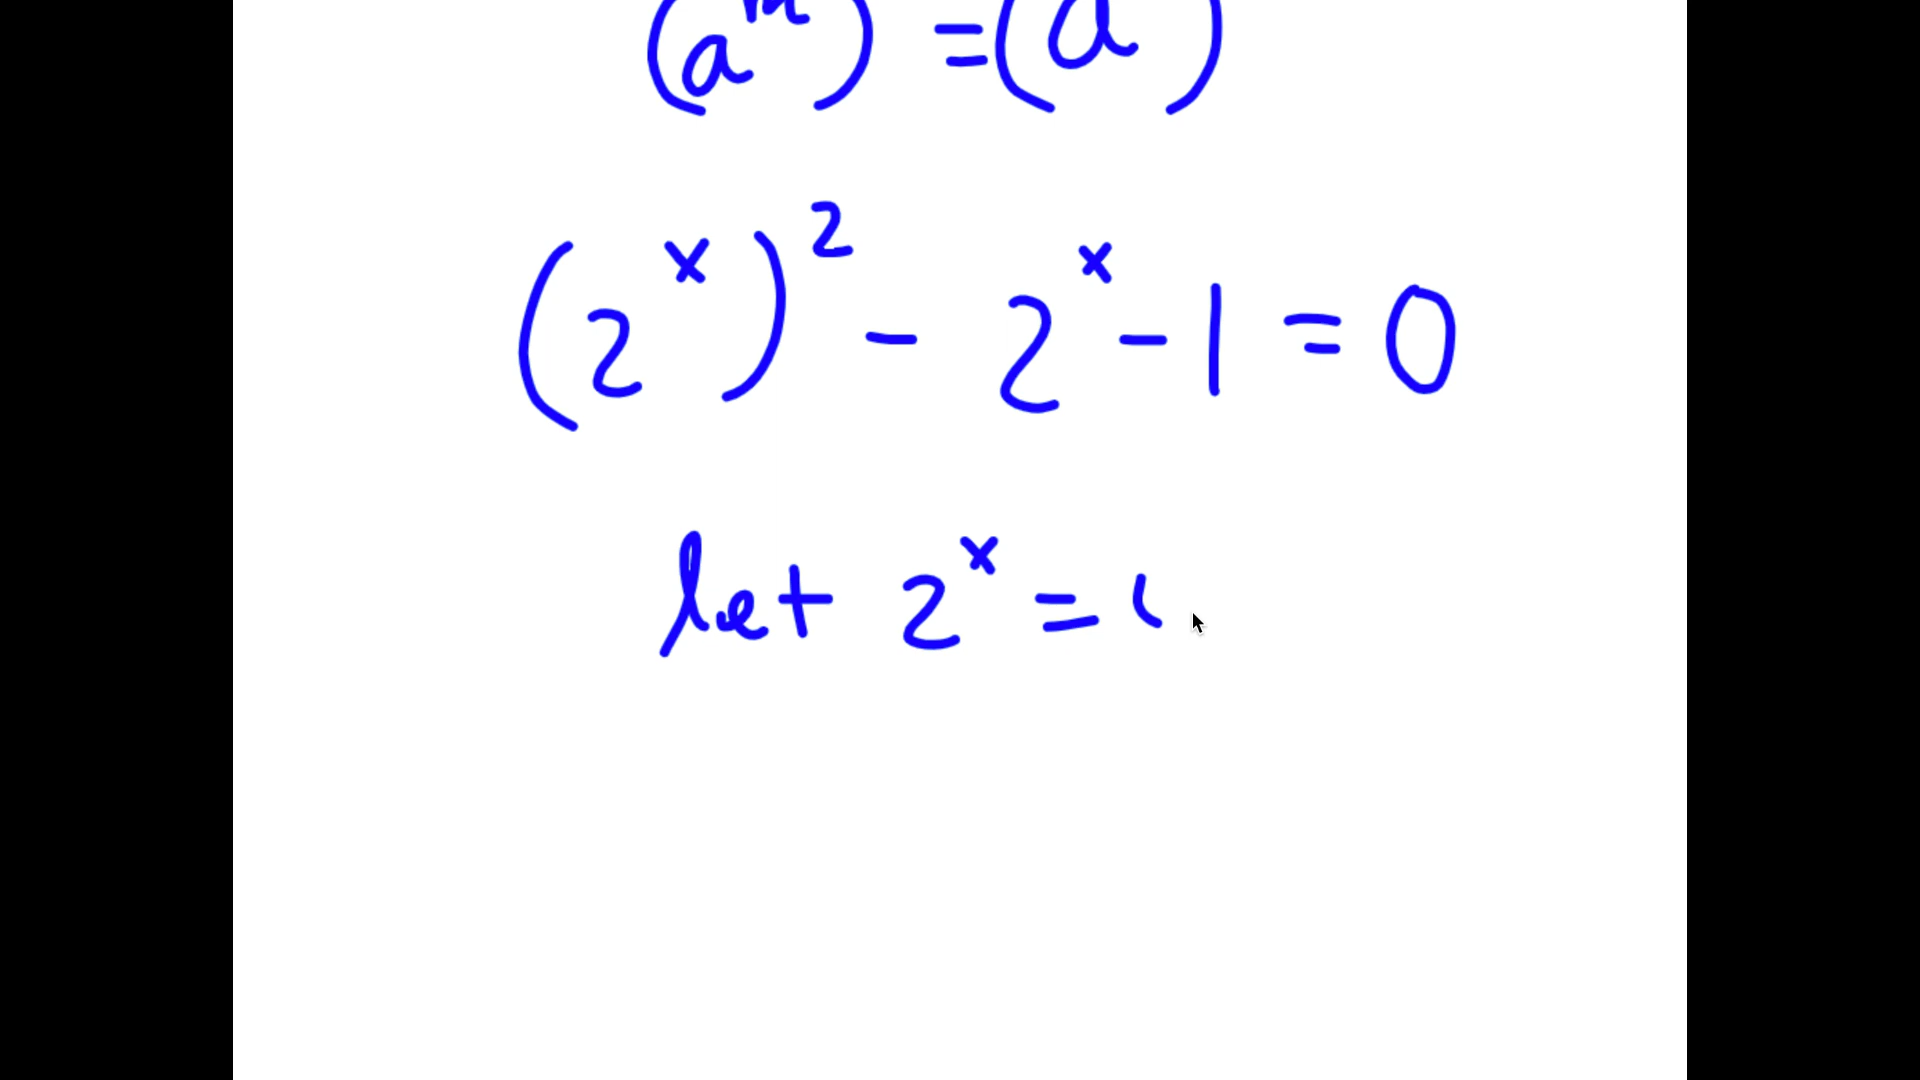 (a^m) = (a )
(2^x)^2 - 2^x - 1 = 0
let 2^x =